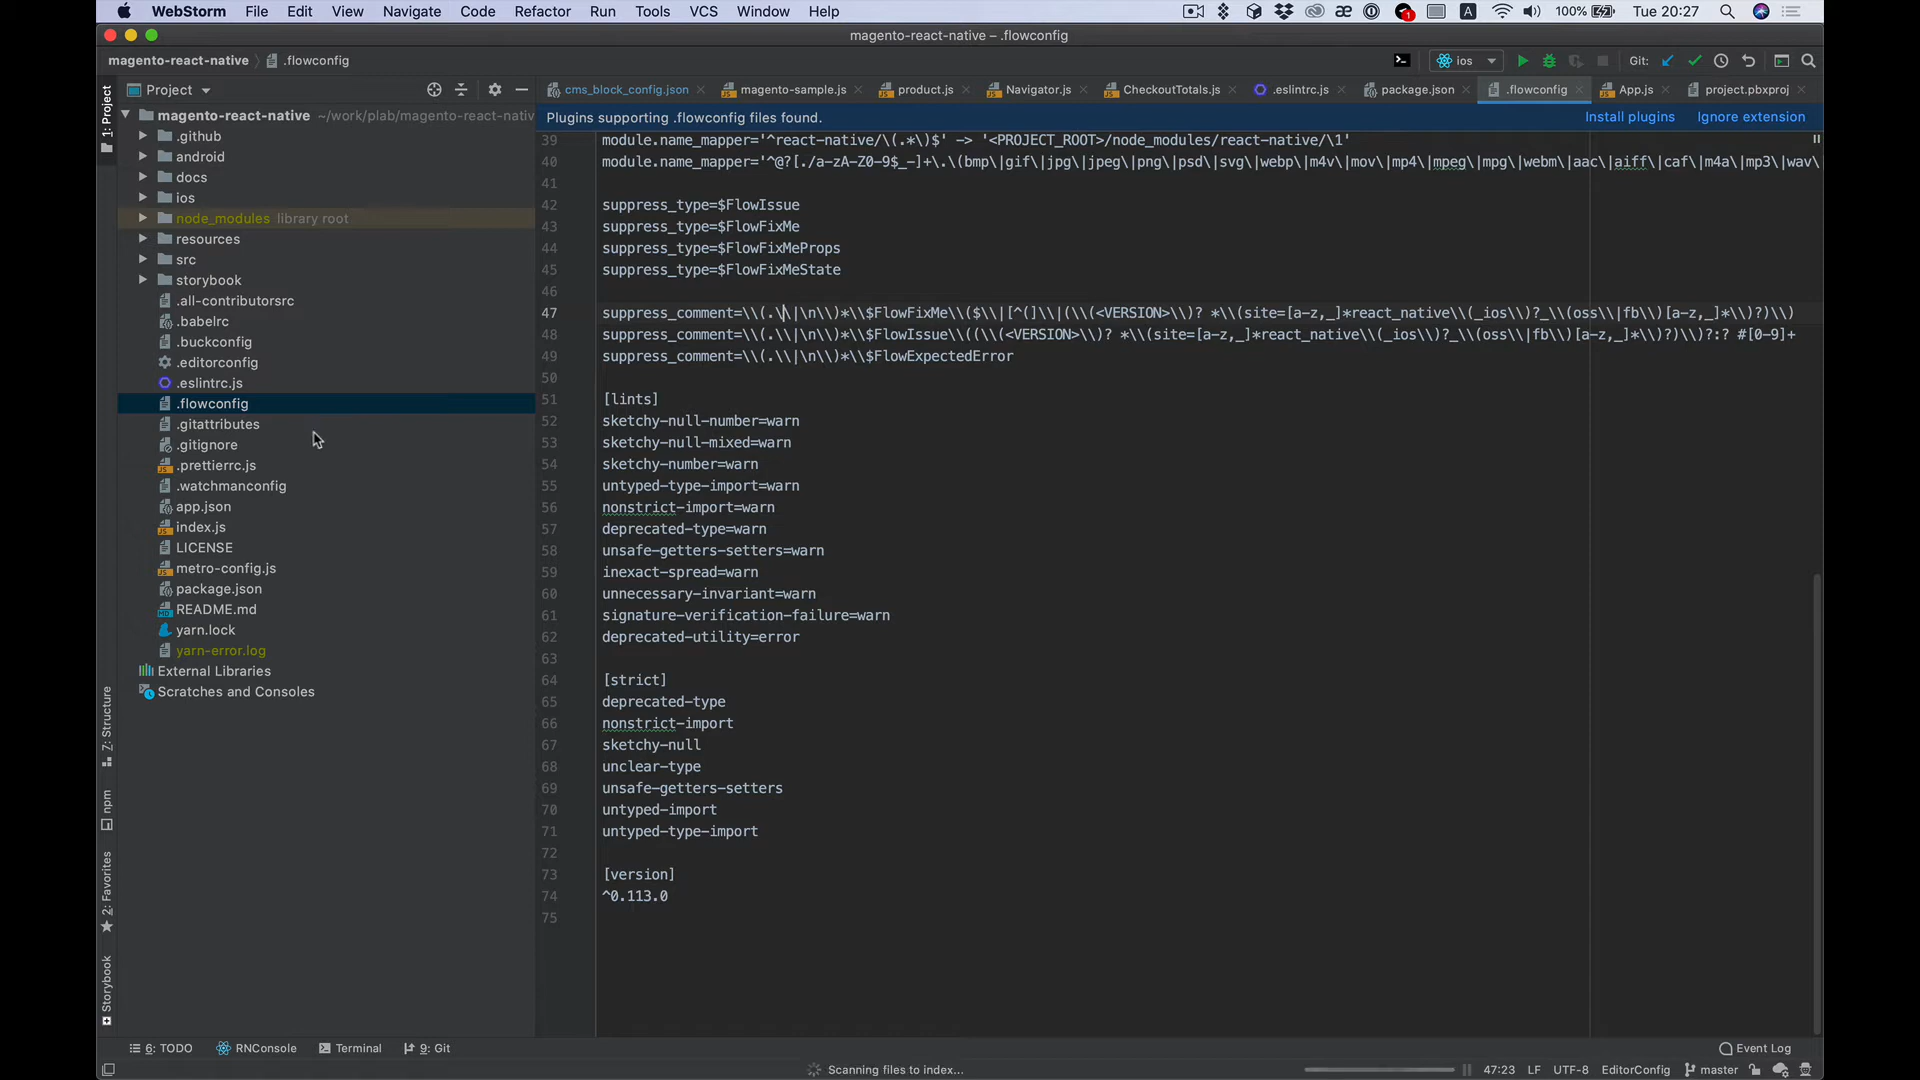 WebStorm File Edit View Navigate Code Refactor Run Tools VCS Window Help
1 A 100% Tue 20:27
magento-react-native – .flowconfig
magento-react-native .flowconfig
ios Git:
Project
cms_block_config.json magento-sample.js product.js Navigator.js CheckoutTotals.js .eslintrc.js package.json .flowconfig App.js project.pbxproj
Plugins supporting .flowconfig files found. Install plugins Ignore extension
1: Project
7: Structure
npm
2: Favorites
Storybook
magento-react-native ~/work/plab/magento-react-nativ
.github
android
docs
ios
node_modules library root
resources
src
storybook
.all-contributorsrc
.babelrc
.buckconfig
.editorconfig
.eslintrc.js
.flowconfig
.gitattributes
.gitignore
.prettierrc.js
.watchmanconfig
app.json
index.js
LICENSE
metro-config.js
package.json
README.md
yarn.lock
yarn-error.log
External Libraries
Scratches and Consoles
39 module.name_mapper='^react-native/\(.*\)$' -> '<PROJECT_ROOT>/node_modules/react-native/\1'
40 module.name_mapper='^@?[./a-zA-Z0-9$_-]+\.\(bmp\|gif\|jpg\|jpeg\|png\|psd\|svg\|webp\|m4v\|mov\|mp4\|mpeg\|mpg\|webm\|aac\|aiff\|caf\|m4a\|mp3\|wav\
41
42 suppress_type=$FlowIssue
43 suppress_type=$FlowFixMe
44 suppress_type=$FlowFixMeProps
45 suppress_type=$FlowFixMeState
46
47 suppress_comment=\\(.\\|\n\\)*\\$FlowFixMe\\($\\|[^(]\\|(\\(<VERSION>\\)? *\\(site=[a-z,_]*react_native\\(_ios\\)?_\\(oss\\|fb\\)[a-z,_]*\\)?)\\)
48 suppress_comment=\\(.\\|\n\\)*\\$FlowIssue\\((\\(<VERSION>\\)? *\\(site=[a-z,_]*react_native\\(_ios\\)?_\\(oss\\|fb\\)[a-z,_]*\\)?)\\)?:? #[0-9]+
49 suppress_comment=\\(.\\|\n\\)*\\$FlowExpectedError
50
51 [lints]
52 sketchy-null-number=warn
53 sketchy-null-mixed=warn
54 sketchy-number=warn
55 untyped-type-import=warn
56 nonstrict-import=warn
57 deprecated-type=warn
58 unsafe-getters-setters=warn
59 inexact-spread=warn
60 unnecessary-invariant=warn
61 signature-verification-failure=warn
62 deprecated-utility=error
63
64 [strict]
65 deprecated-type
66 nonstrict-import
67 sketchy-null
68 unclear-type
69 unsafe-getters-setters
70 untyped-import
71 untyped-type-import
72
73 [version]
74 ^0.113.0
75
6: TODO RNConsole Terminal 9: Git Event Log
Scanning files to index... 47:23 LF UTF-8 EditorConfig master